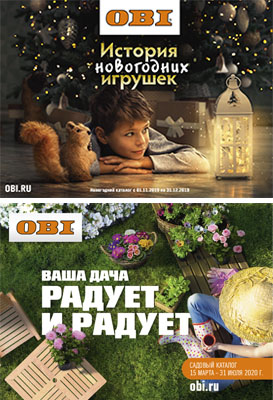 OBI
История
новогодних
игрушек
OBI.RU
Новогодний каталог с 01.11.2019 по 31.12.2019
OBI
ВАША ДАЧА
РАДУЕТ
И РАДУЕТ
САДОВЫЙ КАТАЛОГ
15 МАРТА - 31 ИЮЛЯ 2020 Г.
obi.ru